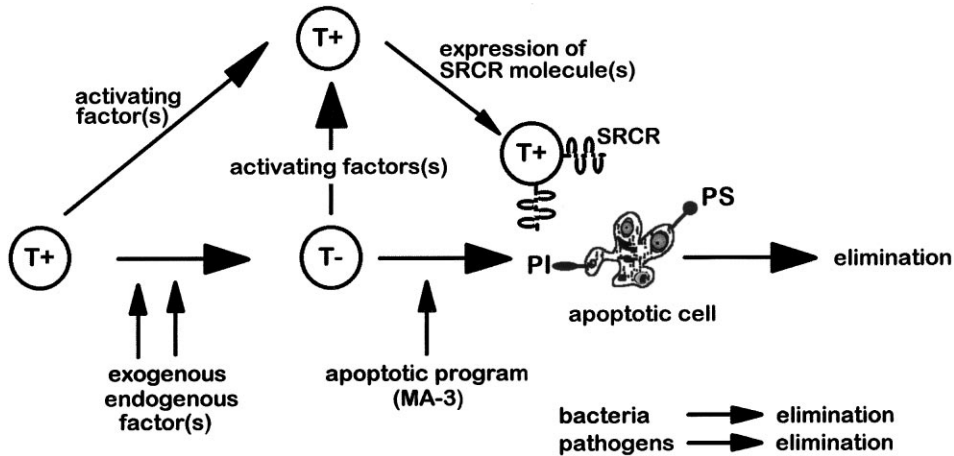 T+
expression of
SRCR molecule(s)
activating
factor(s)
T+
SRCR
activating factors(s)
PS
T+
T-
PI
elimination
apoptotic cell
exogenous
endogenous
factor(s)
apoptotic program
(MA-3)
bacteria elimination
pathogens elimination